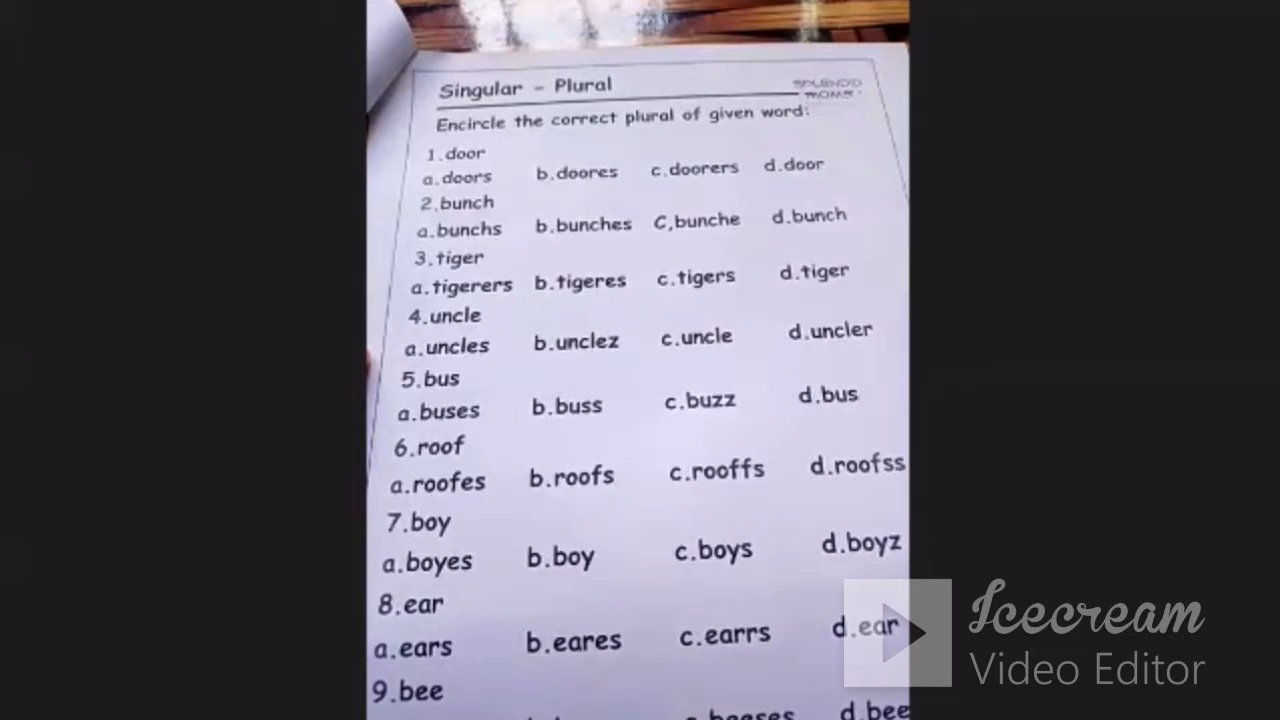 Singular - Plural
SPLENDID
MOMS
Encircle the correct plural of given word:
1.door
a.doors b.doores c.doorers d.door
2.bunch
a.bunchs b.bunches C,bunche d.bunch
3.tiger
a.tigerers b.tigeres c.tigers d.tiger
4.uncle
a.uncles b.unclez c.uncle d.uncler
5.bus
a.buses b.buss c.buzz d.bus
6.roof
a.roofes b.roofs c.rooffs d.roofss
7.boy
a.boyes b.boy c.boys d.boyz
8.ear
a.ears b.eares c.earrs d.ear
9.bee
d.bee
Icecream
Video Editor